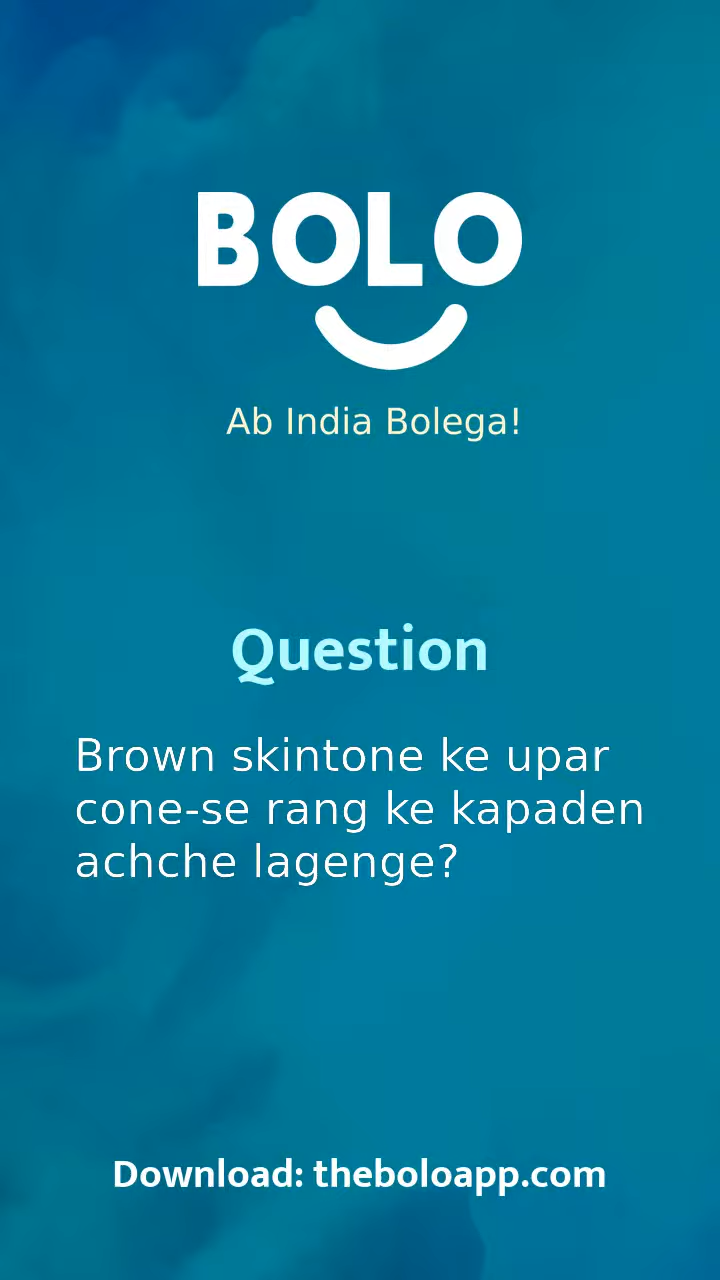 BOLO
Ab India Bolega!
Question
Brown skintone ke upar
cone-se rang ke kapaden
achche lagenge?
Download: theboloapp.com